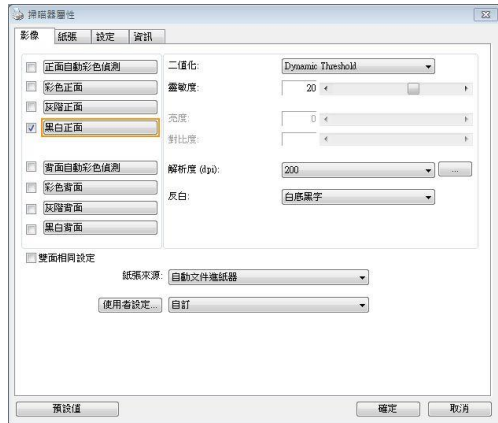 掃瞄器屬性
影像 紙張 設定 資訊
正面自動彩色偵測
彩色正面
灰階正面
黑白正面
背面自動彩色偵測
彩色背面
灰階背面
黑白背面
二值化: Dynamic Threshold
靈敏度: 20
亮度: 0
對比度:
解析度 (dpi): 200 ...
反白: 白底黑字
雙面相同設定
紙張來源: 自動文件進紙器
使用者設定... 自訂
預設值 確定 取消